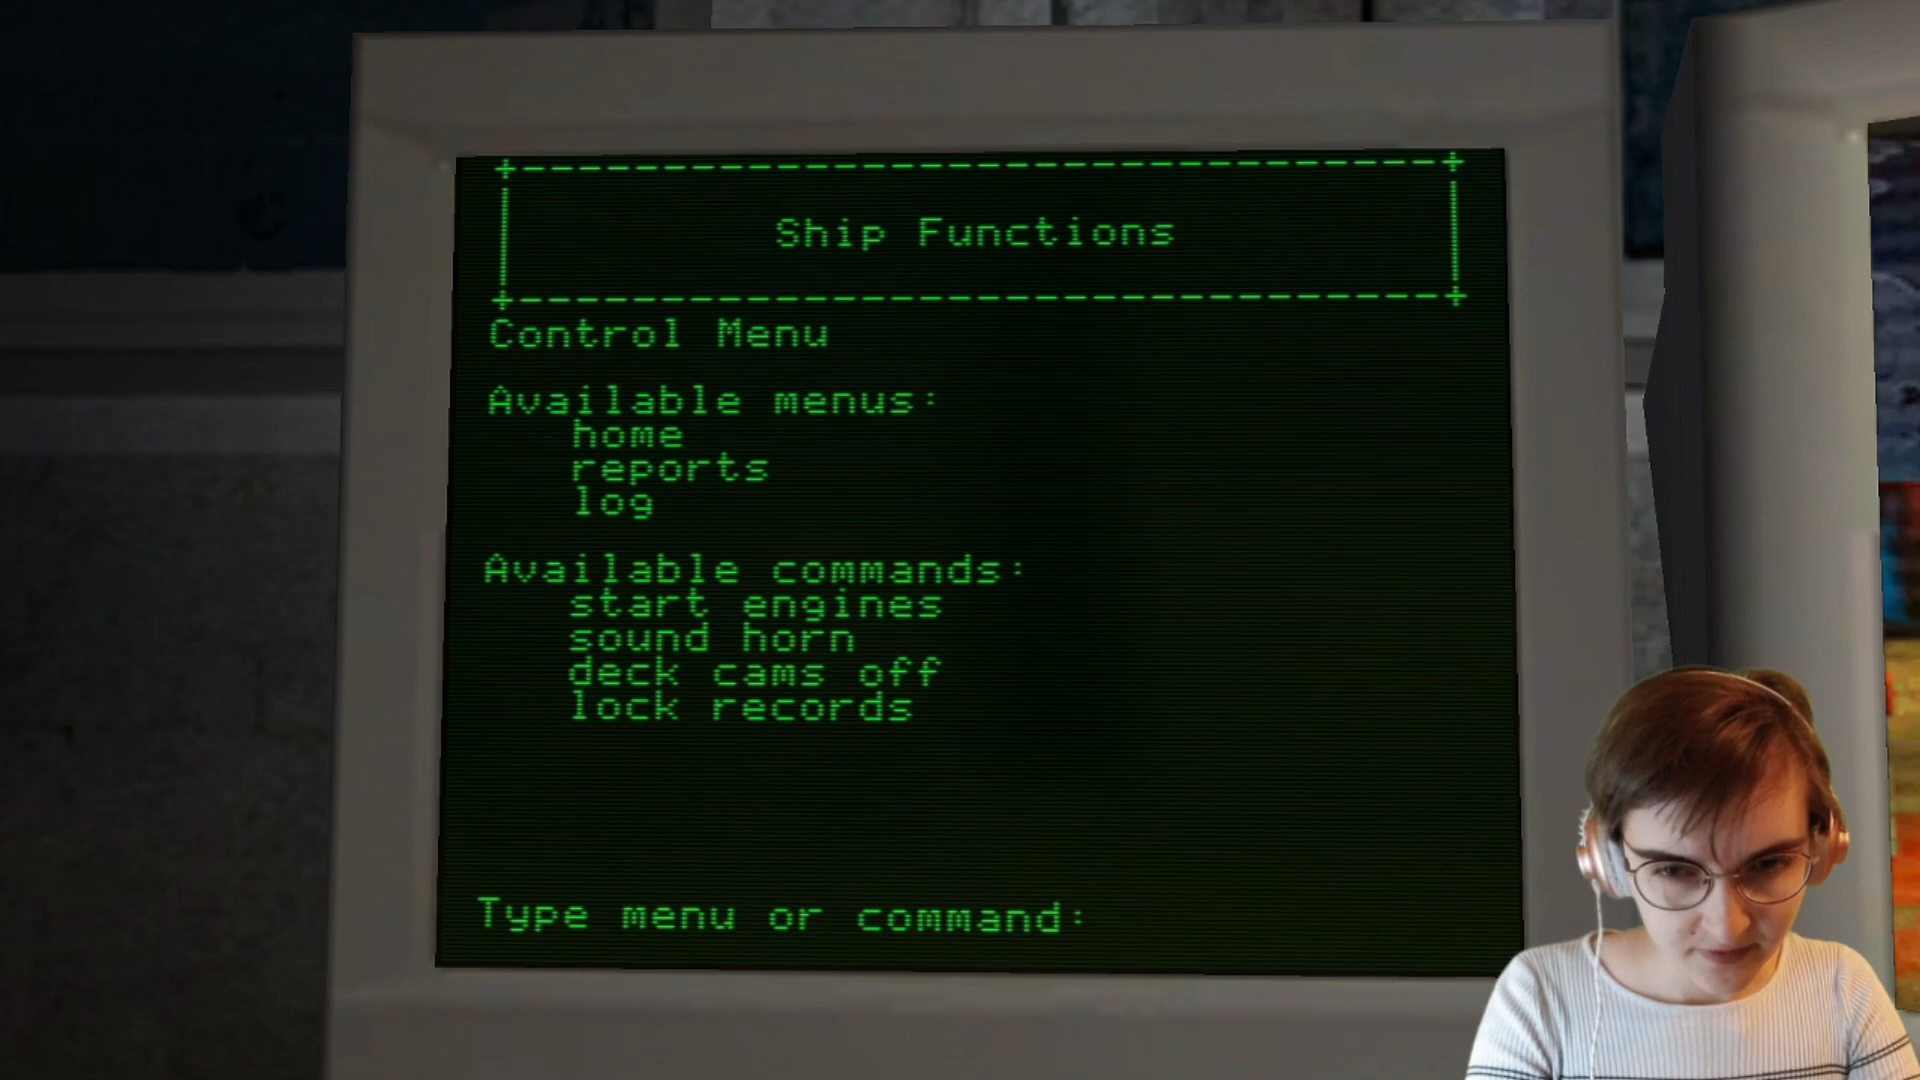 Ship Functions
Control Menu
Available menus:
home
reports
log
Available commands:
start engines
sound horn
deck cams off
lock records
Type menu or command: